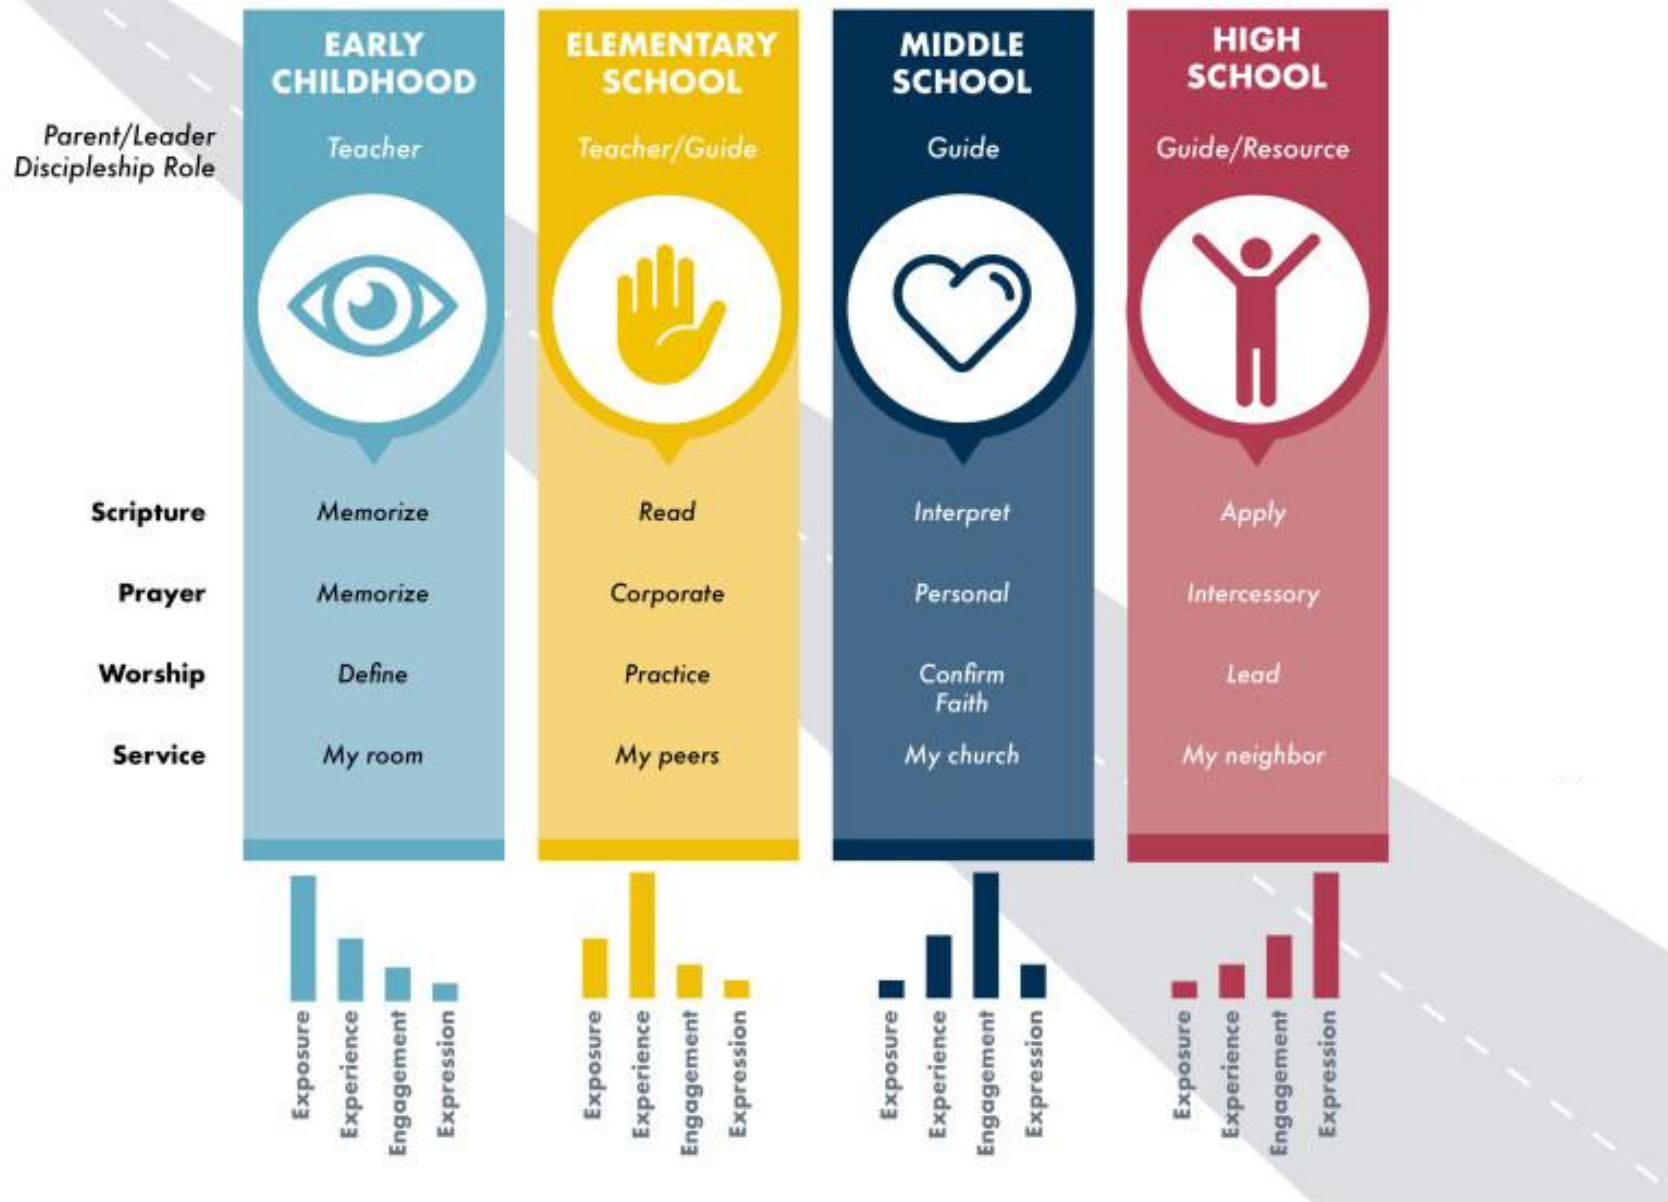 EARLY
CHILDHOOD
ELEMENTARY
SCHOOL
MIDDLE
SCHOOL
HIGH
SCHOOL
Parent/Leader
Discipleship Role
Teacher
Teacher/Guide
Guide
Guide/Resource
Scripture
Memorize
Read
Interpret
Apply
Prayer
Memorize
Corporate
Personal
Intercessory
Worship
Define
Practice
Confirm
Faith
Lead
Service
My room
My peers
My church
My neighbor
Exposure
Experience
Engagement
Expression
Exposure
Experience
Engagement
Expression
Exposure
Experience
Engagement
Expression
Exposure
Experience
Engagement
Expression